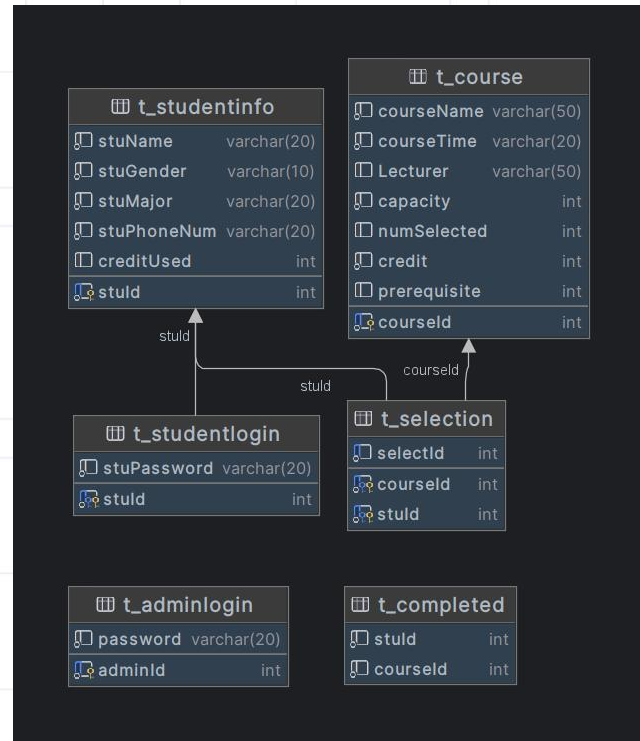 t_studentinfo
stuName varchar(20)
stuGender varchar(10)
stuMajor varchar(20)
stuPhoneNum varchar(20)
creditUsed int
stuId int
t_course
courseName varchar(50)
courseTime varchar(20)
Lecturer varchar(50)
capacity int
numSelected int
credit int
prerequisite int
courseId int
stuId
stuId
courseId
t_studentlogin
stuPassword varchar(20)
stuId int
t_selection
selectId int
courseId int
stuId int
t_adminlogin
password varchar(20)
adminId int
t_completed
stuId int
courseId int